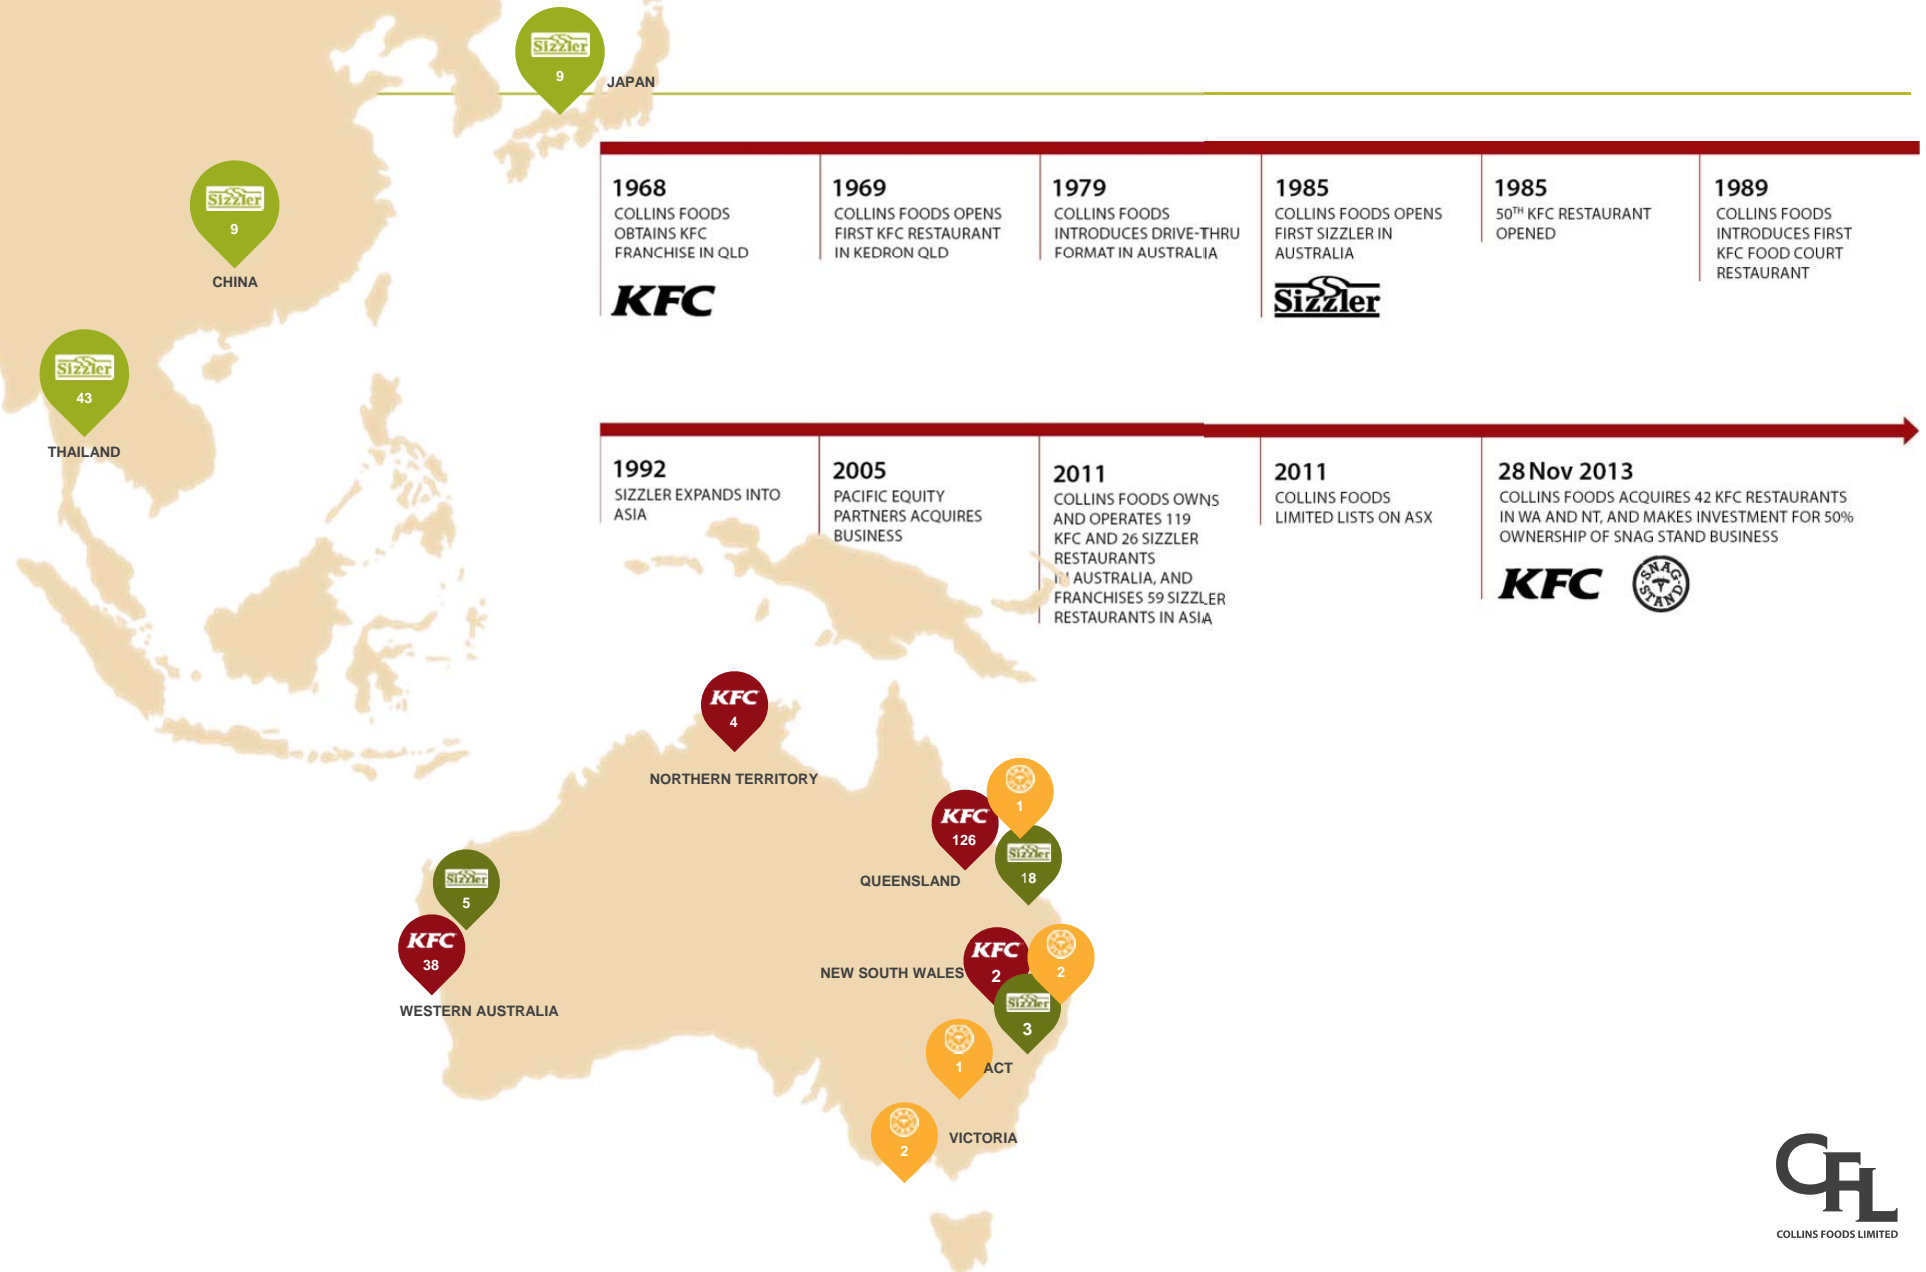 Sizzler
9
JAPAN
Sizzler
9
CHINA
Sizzler
43
THAILAND
1968
COLLINS FOODS
OBTAINS KFC
FRANCHISE IN QLD
KFC
1969
COLLINS FOODS OPENS
FIRST KFC RESTAURANT
IN KEDRON QLD
1979
COLLINS FOODS
INTRODUCES DRIVE-THRU
FORMAT IN AUSTRALIA
1985
COLLINS FOODS OPENS
FIRST SIZZLER IN
AUSTRALIA
Sizzler
1985
50TH KFC RESTAURANT
OPENED
1989
COLLINS FOODS
INTRODUCES FIRST
KFC FOOD COURT
RESTAURANT
1992
SIZZLER EXPANDS INTO
ASIA
2005
PACIFIC EQUITY
PARTNERS ACQUIRES
BUSINESS
2011
COLLINS FOODS OWNS
AND OPERATES 119
KFC AND 26 SIZZLER
RESTAURANTS
IN AUSTRALIA, AND
FRANCHISES 59 SIZZLER
RESTAURANTS IN ASIA
2011
COLLINS FOODS
LIMITED LISTS ON ASX
28 Nov 2013
COLLINS FOODS ACQUIRES 42 KFC RESTAURANTS
IN WA AND NT, AND MAKES INVESTMENT FOR 50%
OWNERSHIP OF SNAG STAND BUSINESS
KFC
SNAG
STAND
KFC
4
NORTHERN TERRITORY
1
KFC
126
Sizzler
18
QUEENSLAND
Sizzler
5
KFC
38
WESTERN AUSTRALIA
KFC
2
2
NEW SOUTH WALES
Sizzler
3
1
ACT
2
VICTORIA
CFL
COLLINS FOODS LIMITED